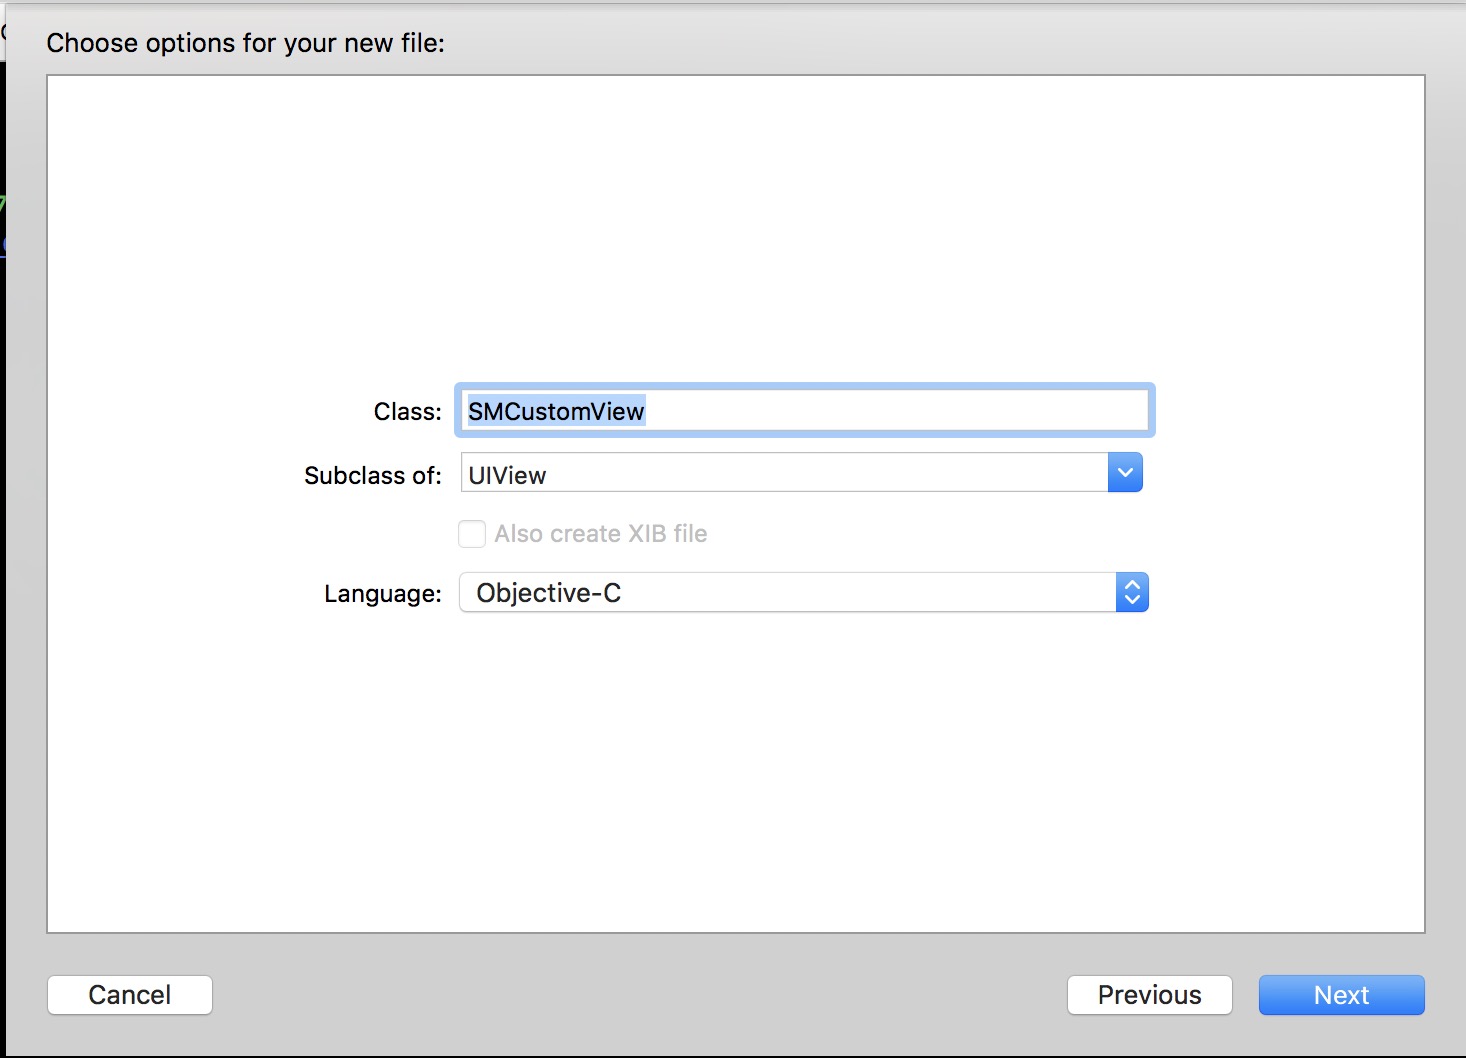 Choose options for your new file:
Class: SMCustomView
Subclass of: UIView
Also create XIB file
Language: Objective-C
Cancel Previous Next